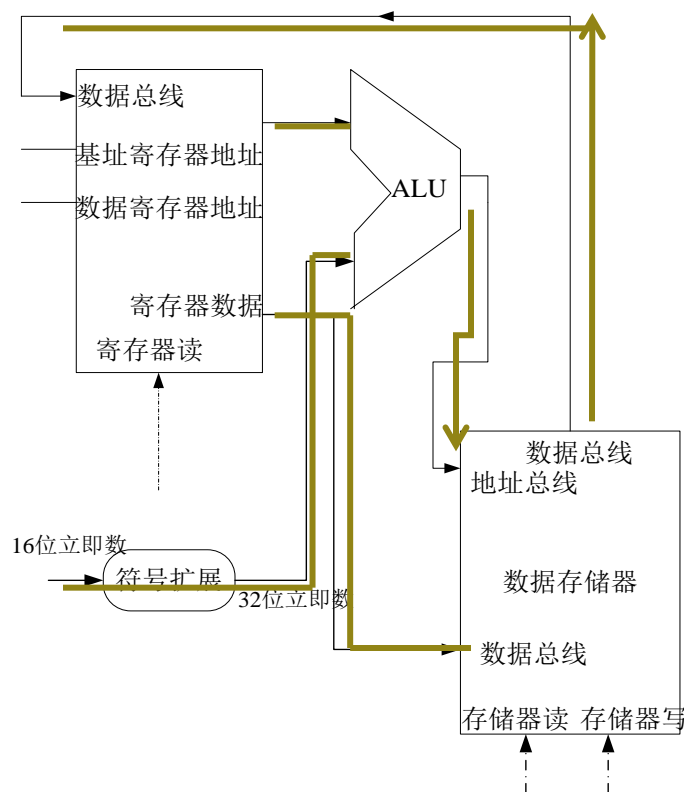 数据总线
基址寄存器地址
数据寄存器地址
ALU
寄存器数据
寄存器读
数据总线
地址总线
16位立即数
符号扩展
32位立即数
数据存储器
数据总线
存储器读
存储器写